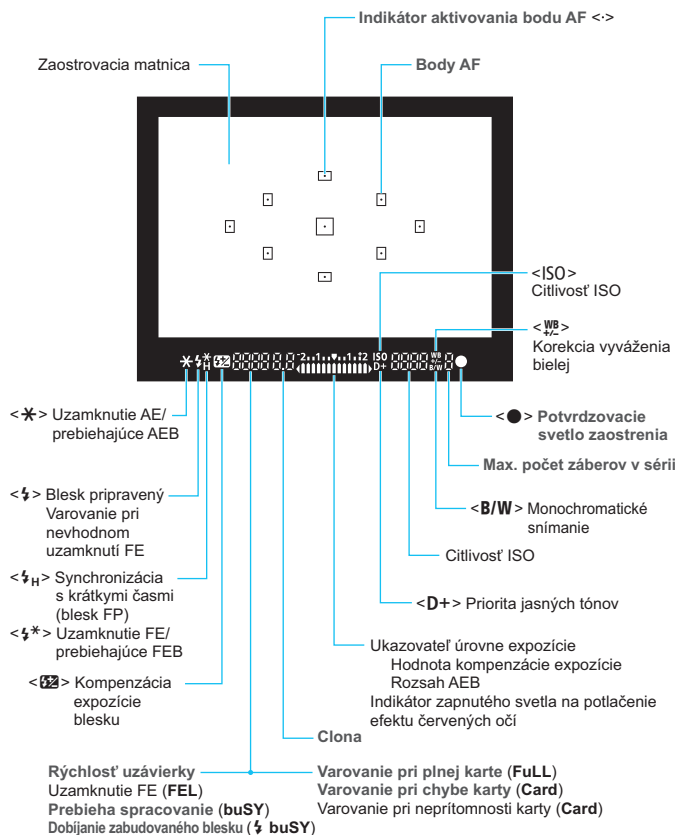 Indikátor aktivovania bodu AF <·>
Zaostrovacia matnica
Body AF
<ISO>
Citlivosť ISO
<WB +/−>
Korekcia vyváženia
bielej
<●> Potvrdzovacie
svetlo zaostrenia
Max. počet záberov v sérii
<B/W> Monochromatické
snímanie
Citlivosť ISO
<D+> Priorita jasných tónov
Ukazovateľ úrovne expozície
Hodnota kompenzácie expozície
Rozsah AEB
Indikátor zapnutého svetla na potlačenie
efektu červených očí
Clona
<✱> Uzamknutie AE/
prebiehajúce AEB
<⚡> Blesk pripravený
Varovanie pri
nevhodnom
uzamknutí FE
<⚡H> Synchronizácia
s krátkymi časmi
(blesk FP)
<⚡*> Uzamknutie FE/
prebiehajúce FEB
<⚡±> Kompenzácia
expozície
blesku
Rýchlosť uzávierky
Uzamknutie FE (FEL)
Prebieha spracovanie (buSY)
Dobíjanie zabudovaného blesku (⚡ buSY)
Varovanie pri plnej karte (FuLL)
Varovanie pri chybe karty (Card)
Varovanie pri neprítomnosti karty (Card)